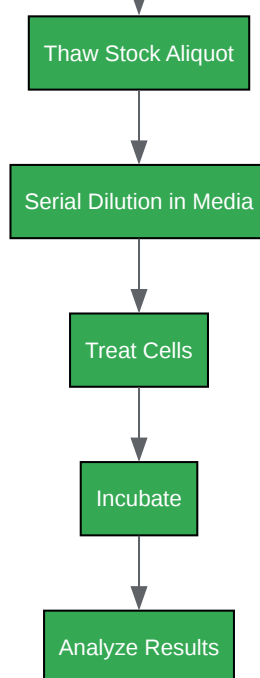 Thaw Stock Aliquot
Serial Dilution in Media
Treat Cells
Incubate
Analyze Results